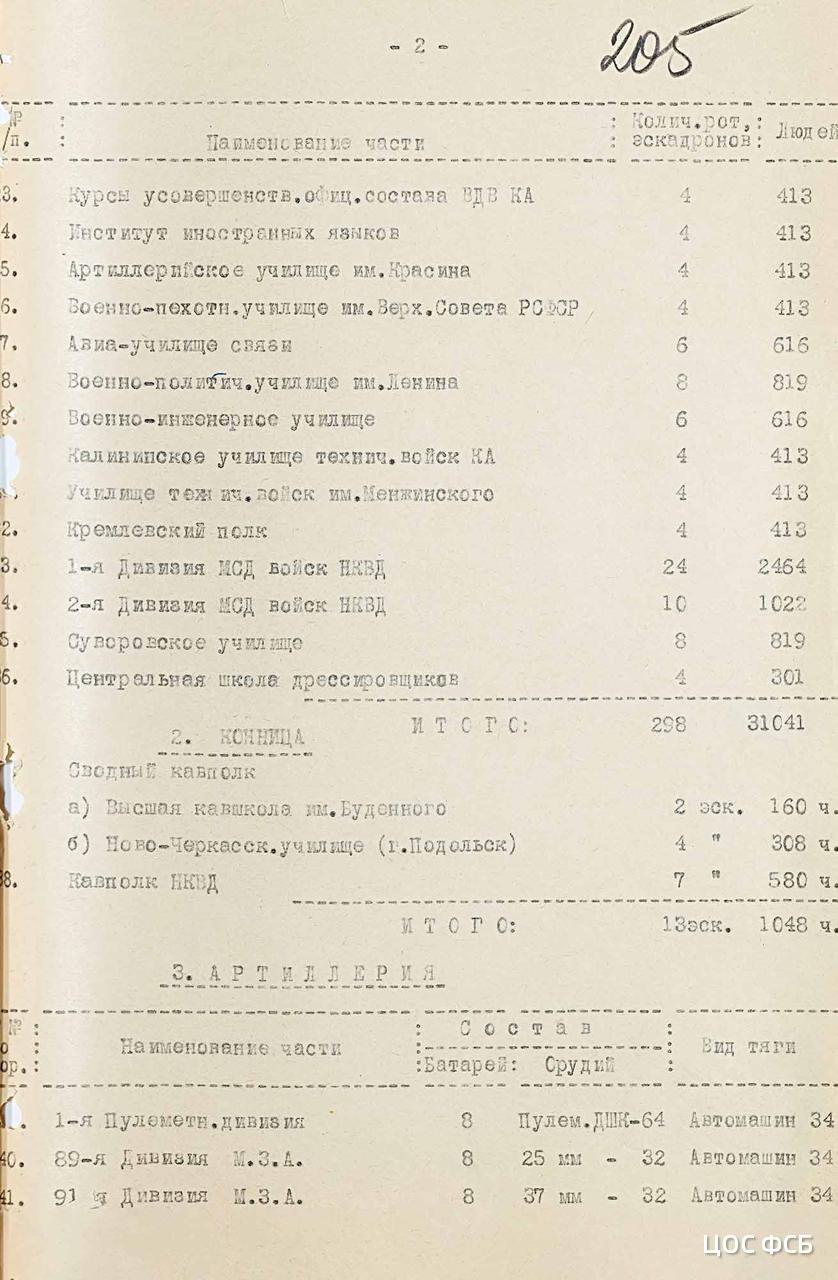 - 2 -
205
№ : Наименование части : Колич.рот, : Людей
/п. : : эскадронов:
3. Курсы усовершенств.офиц.состава ВДВ КА 4 413
4. Институт иностранных языков 4 413
5. Артиллерийское училище им.Красина 4 413
6. Военно-пехотн.училище им.Верх.Совета РСФСР 4 413
7. Авиа-училище связи 6 616
8. Военно-политич.училище им.Ленина 8 819
9. Военно-инженерное училище 6 616
Калининское училище технич.войск КА 4 413
Училище технич.войск им.Менжинского 4 413
2. Кремлевский полк 4 413
3. 1-я Дивизия МСД войск НКВД 24 2464
4. 2-я Дивизия МСД войск НКВД 10 1022
5. Суворовское училище 8 819
6. Центральная школа дрессировщиков 4 301
И Т О Г О: 298 31041
2. КОННИЦА
Сводный кавполк
а) Высшая кавшкола им.Буденного 2 эск. 160 ч.
б) Ново-Черкасск.училище (г.Подольск) 4 " 308 ч.
38. Кавполк НКВД 7 " 580 ч.
И Т О Г О: 13эск. 1048 ч.
3. А Р Т И Л Л Е Р И Я
№ : : С о с т а в :
о : Наименование части : : Вид тяги
ор.: :Батарей: Орудий :
1-я Пулеметн.дивизия 8 Пулем.ДШК-64 Автомашин 34
40. 89-я Дивизия М.З.А. 8 25 мм - 32 Автомашин 34
41. 91 я Дивизия М.З.А. 8 37 мм - 32 Автомашин 34
ЦОС ФСБ